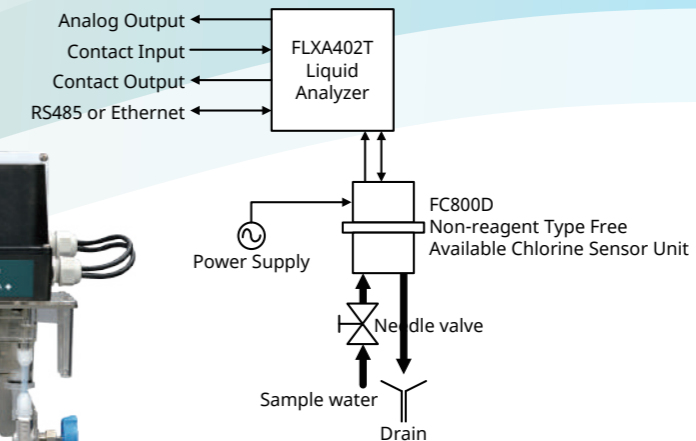 Analog Output
Contact Input
Contact Output
RS485 or Ethernet
FLXA402T
Liquid
Analyzer
FC800D
Non-reagent Type Free
Available Chlorine Sensor Unit
Power Supply
Needle valve
Sample water
Drain